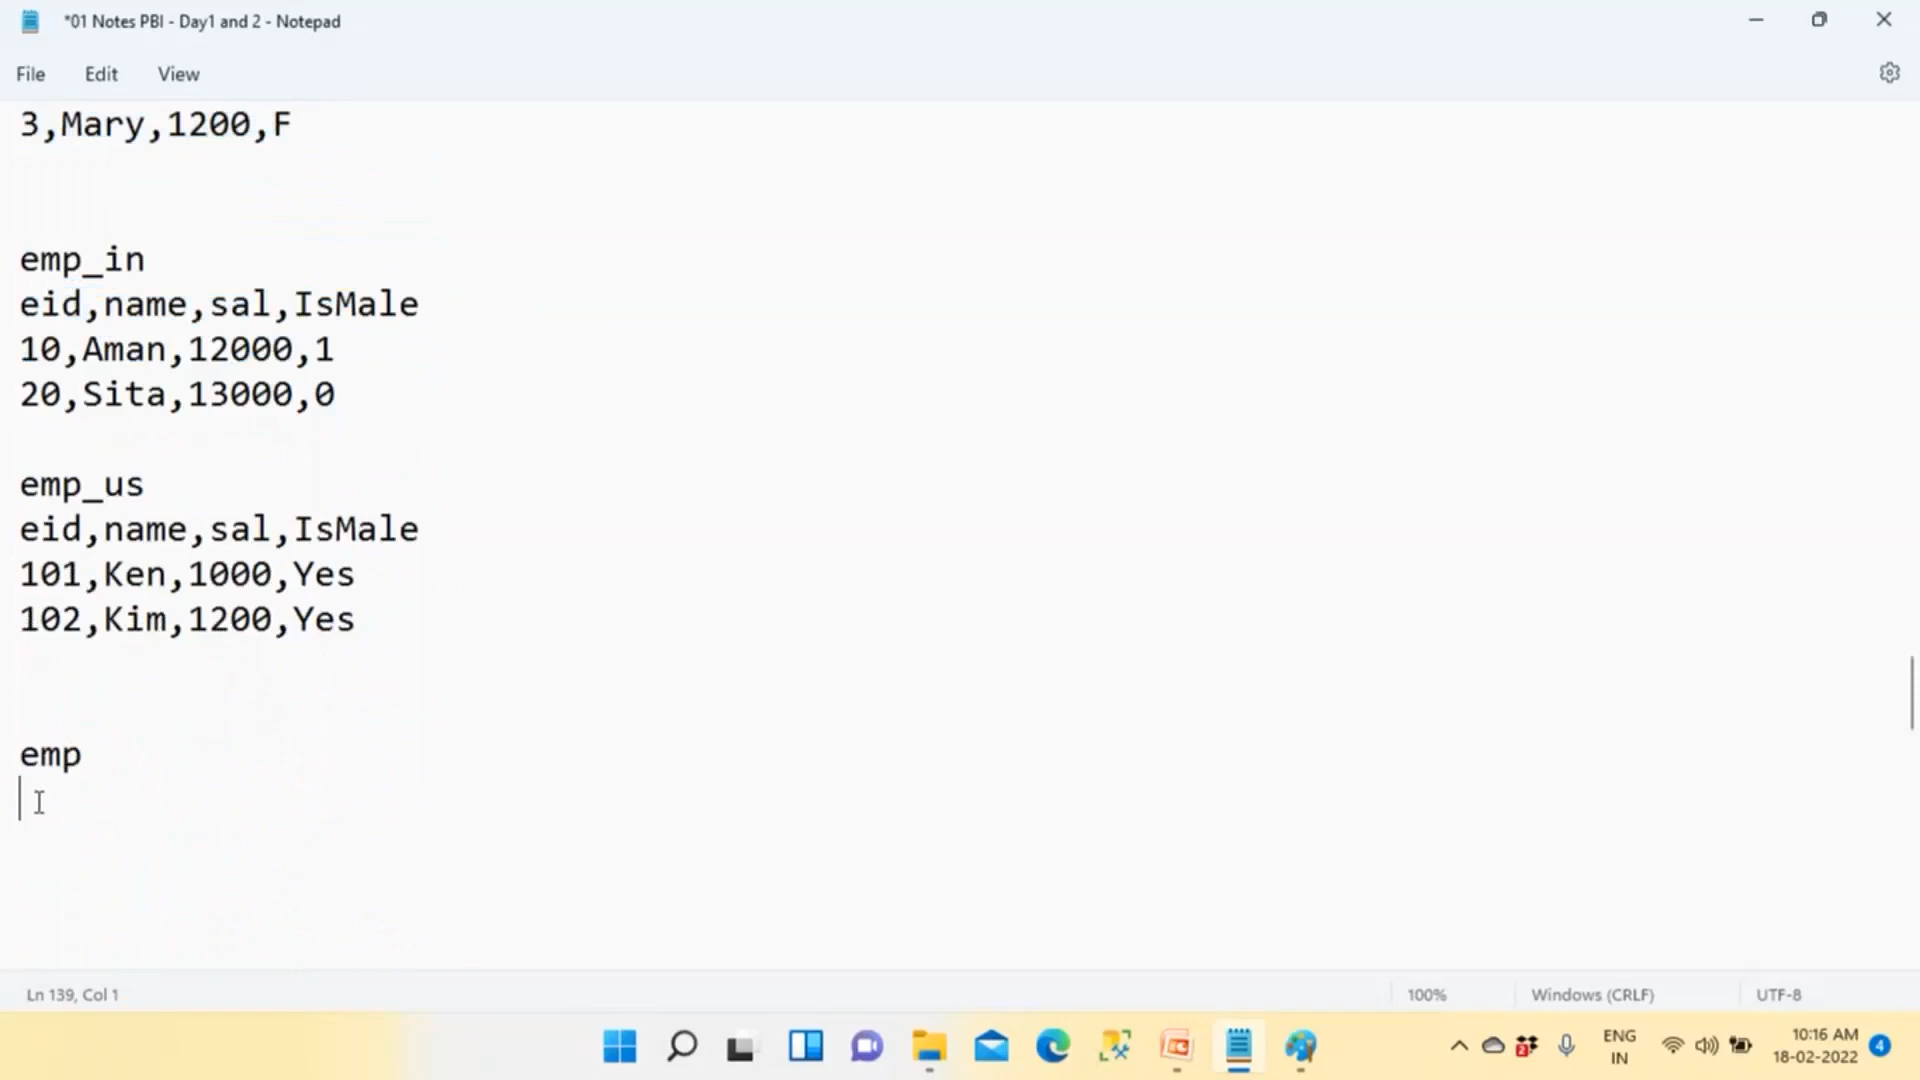 *01 Notes PBI - Day1 and 2 - Notepad
File Edit View
3,Mary,1200,F
emp_in
eid,name,sal,IsMale
10,Aman,12000,1
20,Sita,13000,0
emp_us
eid,name,sal,IsMale
101,Ken,1000,Yes
102,Kim,1200,Yes
emp
Ln 139, Col 1
100%
Windows (CRLF)
UTF-8
2
ENG
IN
10:16 AM
18-02-2022
4